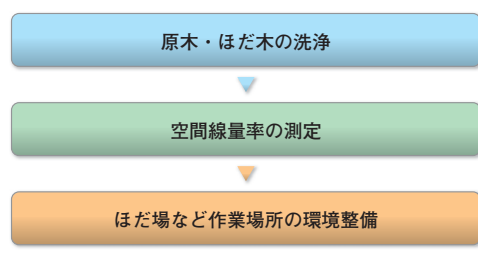 原木・ほだ木の洗浄
空間線量率の測定
ほだ場など作業場所の環境整備